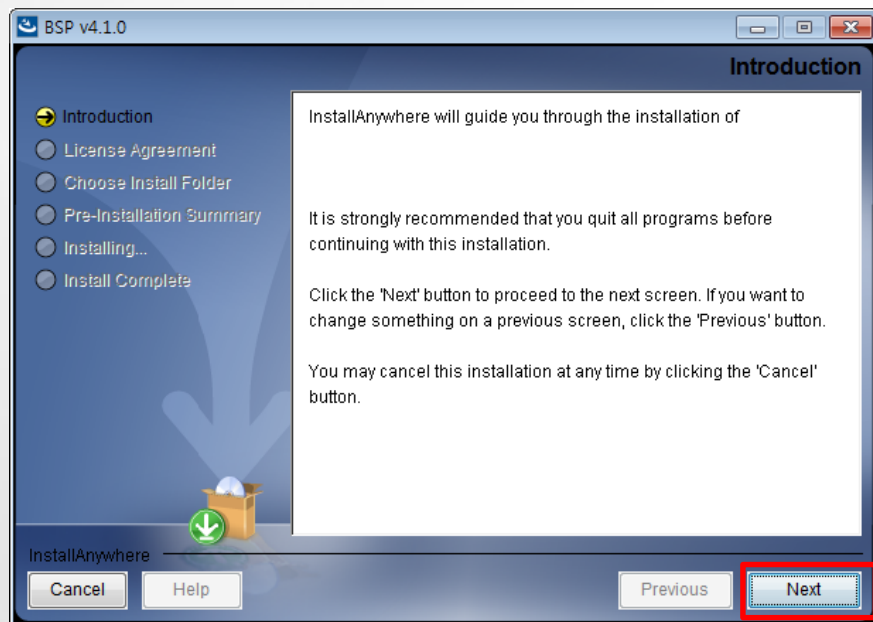 BSP v4.1.0
Introduction
Introduction
License Agreement
Choose Install Folder
Pre-Installation Summary
Installing...
Install Complete
InstallAnywhere will guide you through the installation of
It is strongly recommended that you quit all programs before
continuing with this installation.
Click the 'Next' button to proceed to the next screen. If you want to
change something on a previous screen, click the 'Previous' button.
You may cancel this installation at any time by clicking the 'Cancel'
button.
InstallAnywhere
Cancel
Help
Previous
Next